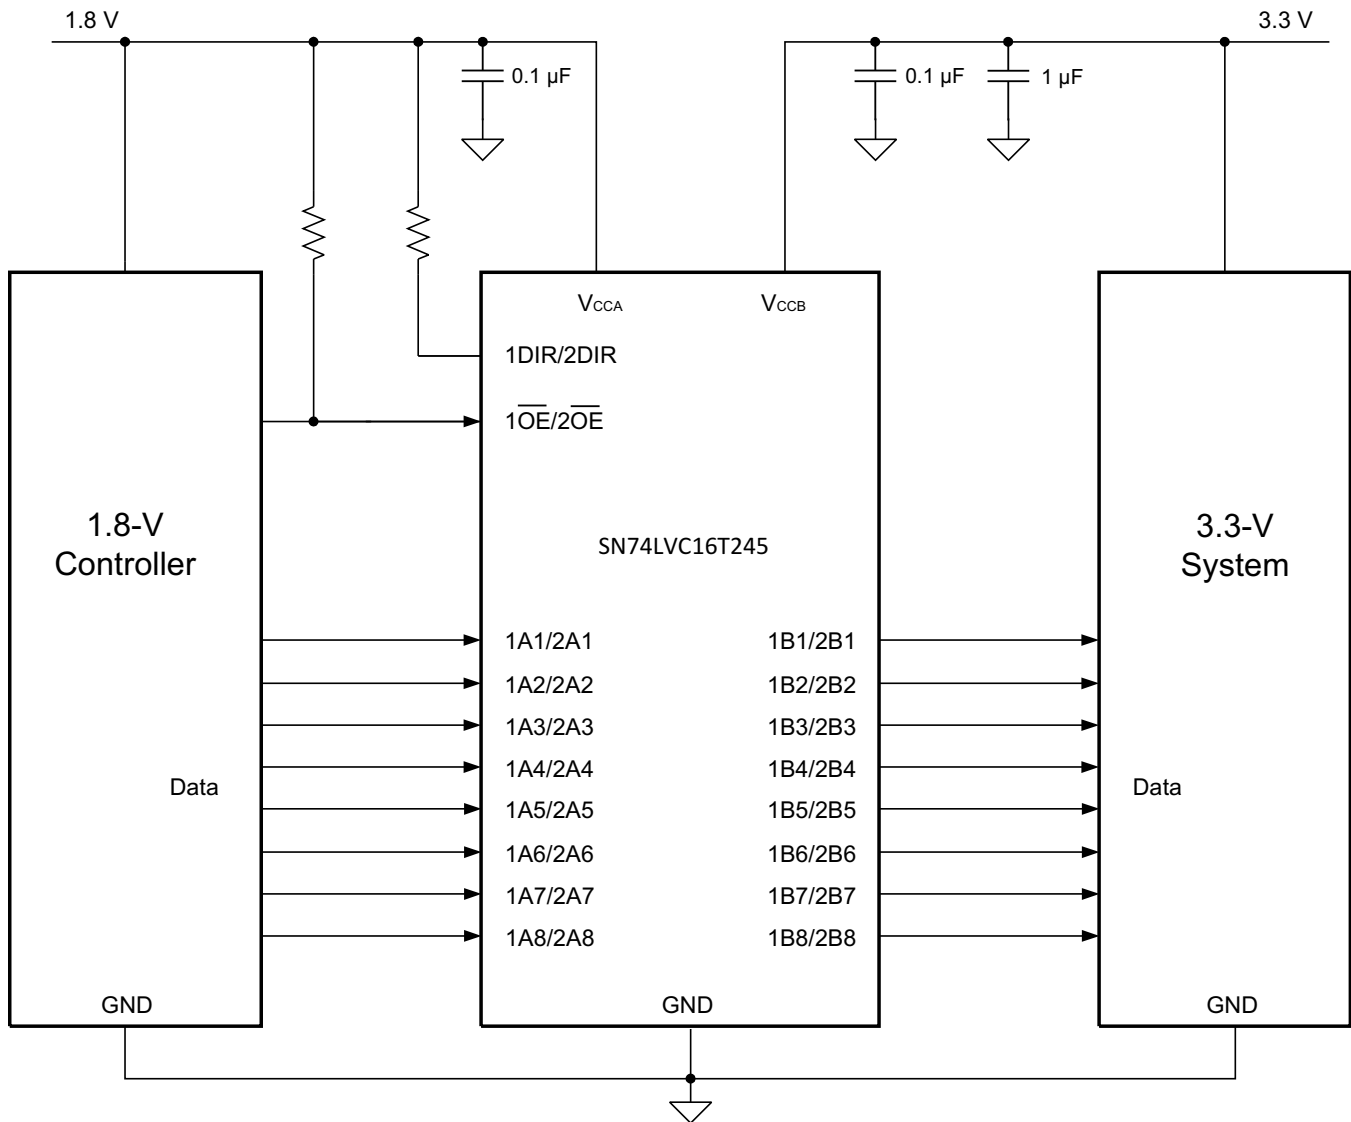 1.8 V
3.3 V
0.1 µF
0.1 µF
1 µF
VCCA
VCCB
1DIR/2DIR
1O̅E̅/2O̅E̅
1.8-V
Controller
SN74LVC16T245
3.3-V
System
1A1/2A1
1B1/2B1
1A2/2A2
1B2/2B2
1A3/2A3
1B3/2B3
1A4/2A4
1B4/2B4
Data
Data
1A5/2A5
1B5/2B5
1A6/2A6
1B6/2B6
1A7/2A7
1B7/2B7
1A8/2A8
1B8/2B8
GND
GND
GND